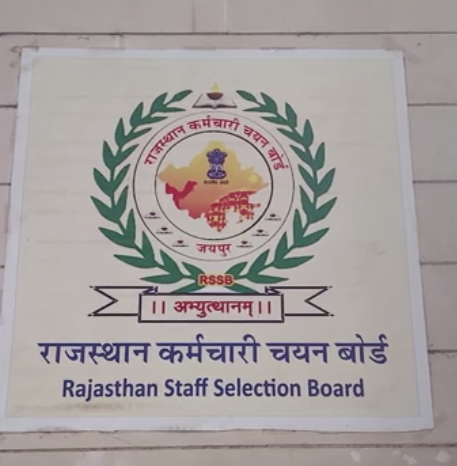 राजस्थान कर्मचारी चयन बोर्ड
जयपुर
RSSB
।। अभ्युत्थानम् ।।
राजस्थान कर्मचारी चयन बोर्ड
Rajasthan Staff Selection Board